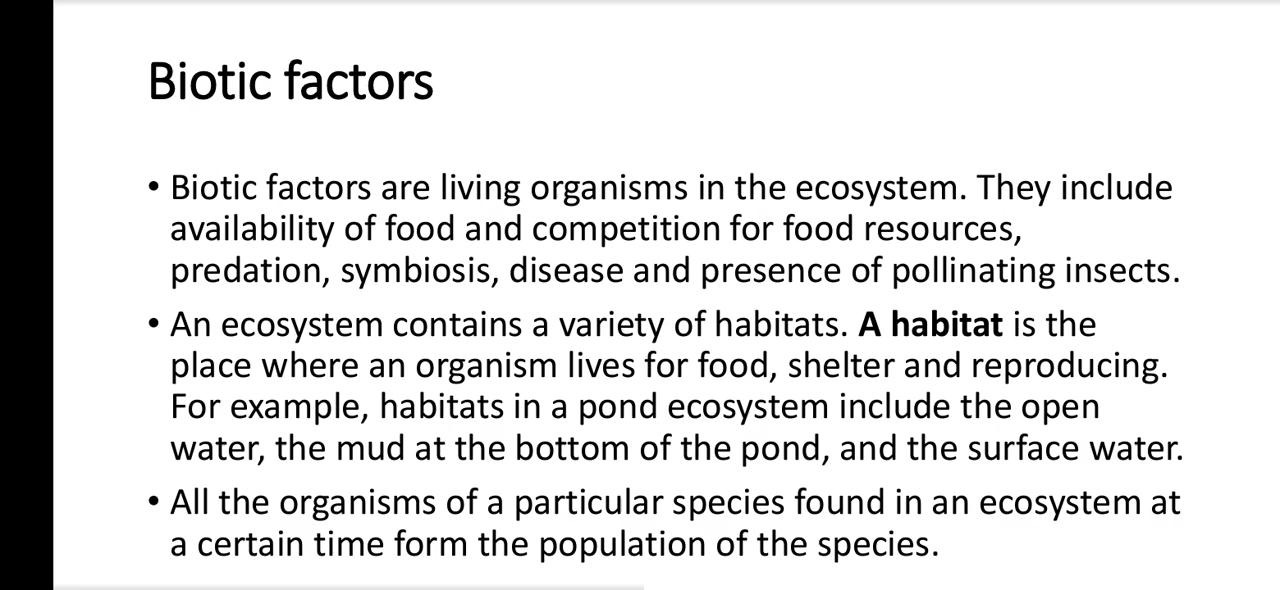 Biotic factors
• Biotic factors are living organisms in the ecosystem. They include
availability of food and competition for food resources,
predation, symbiosis, disease and presence of pollinating insects.
• An ecosystem contains a variety of habitats. A habitat is the
place where an organism lives for food, shelter and reproducing.
For example, habitats in a pond ecosystem include the open
water, the mud at the bottom of the pond, and the surface water.
• All the organisms of a particular species found in an ecosystem at
a certain time form the population of the species.